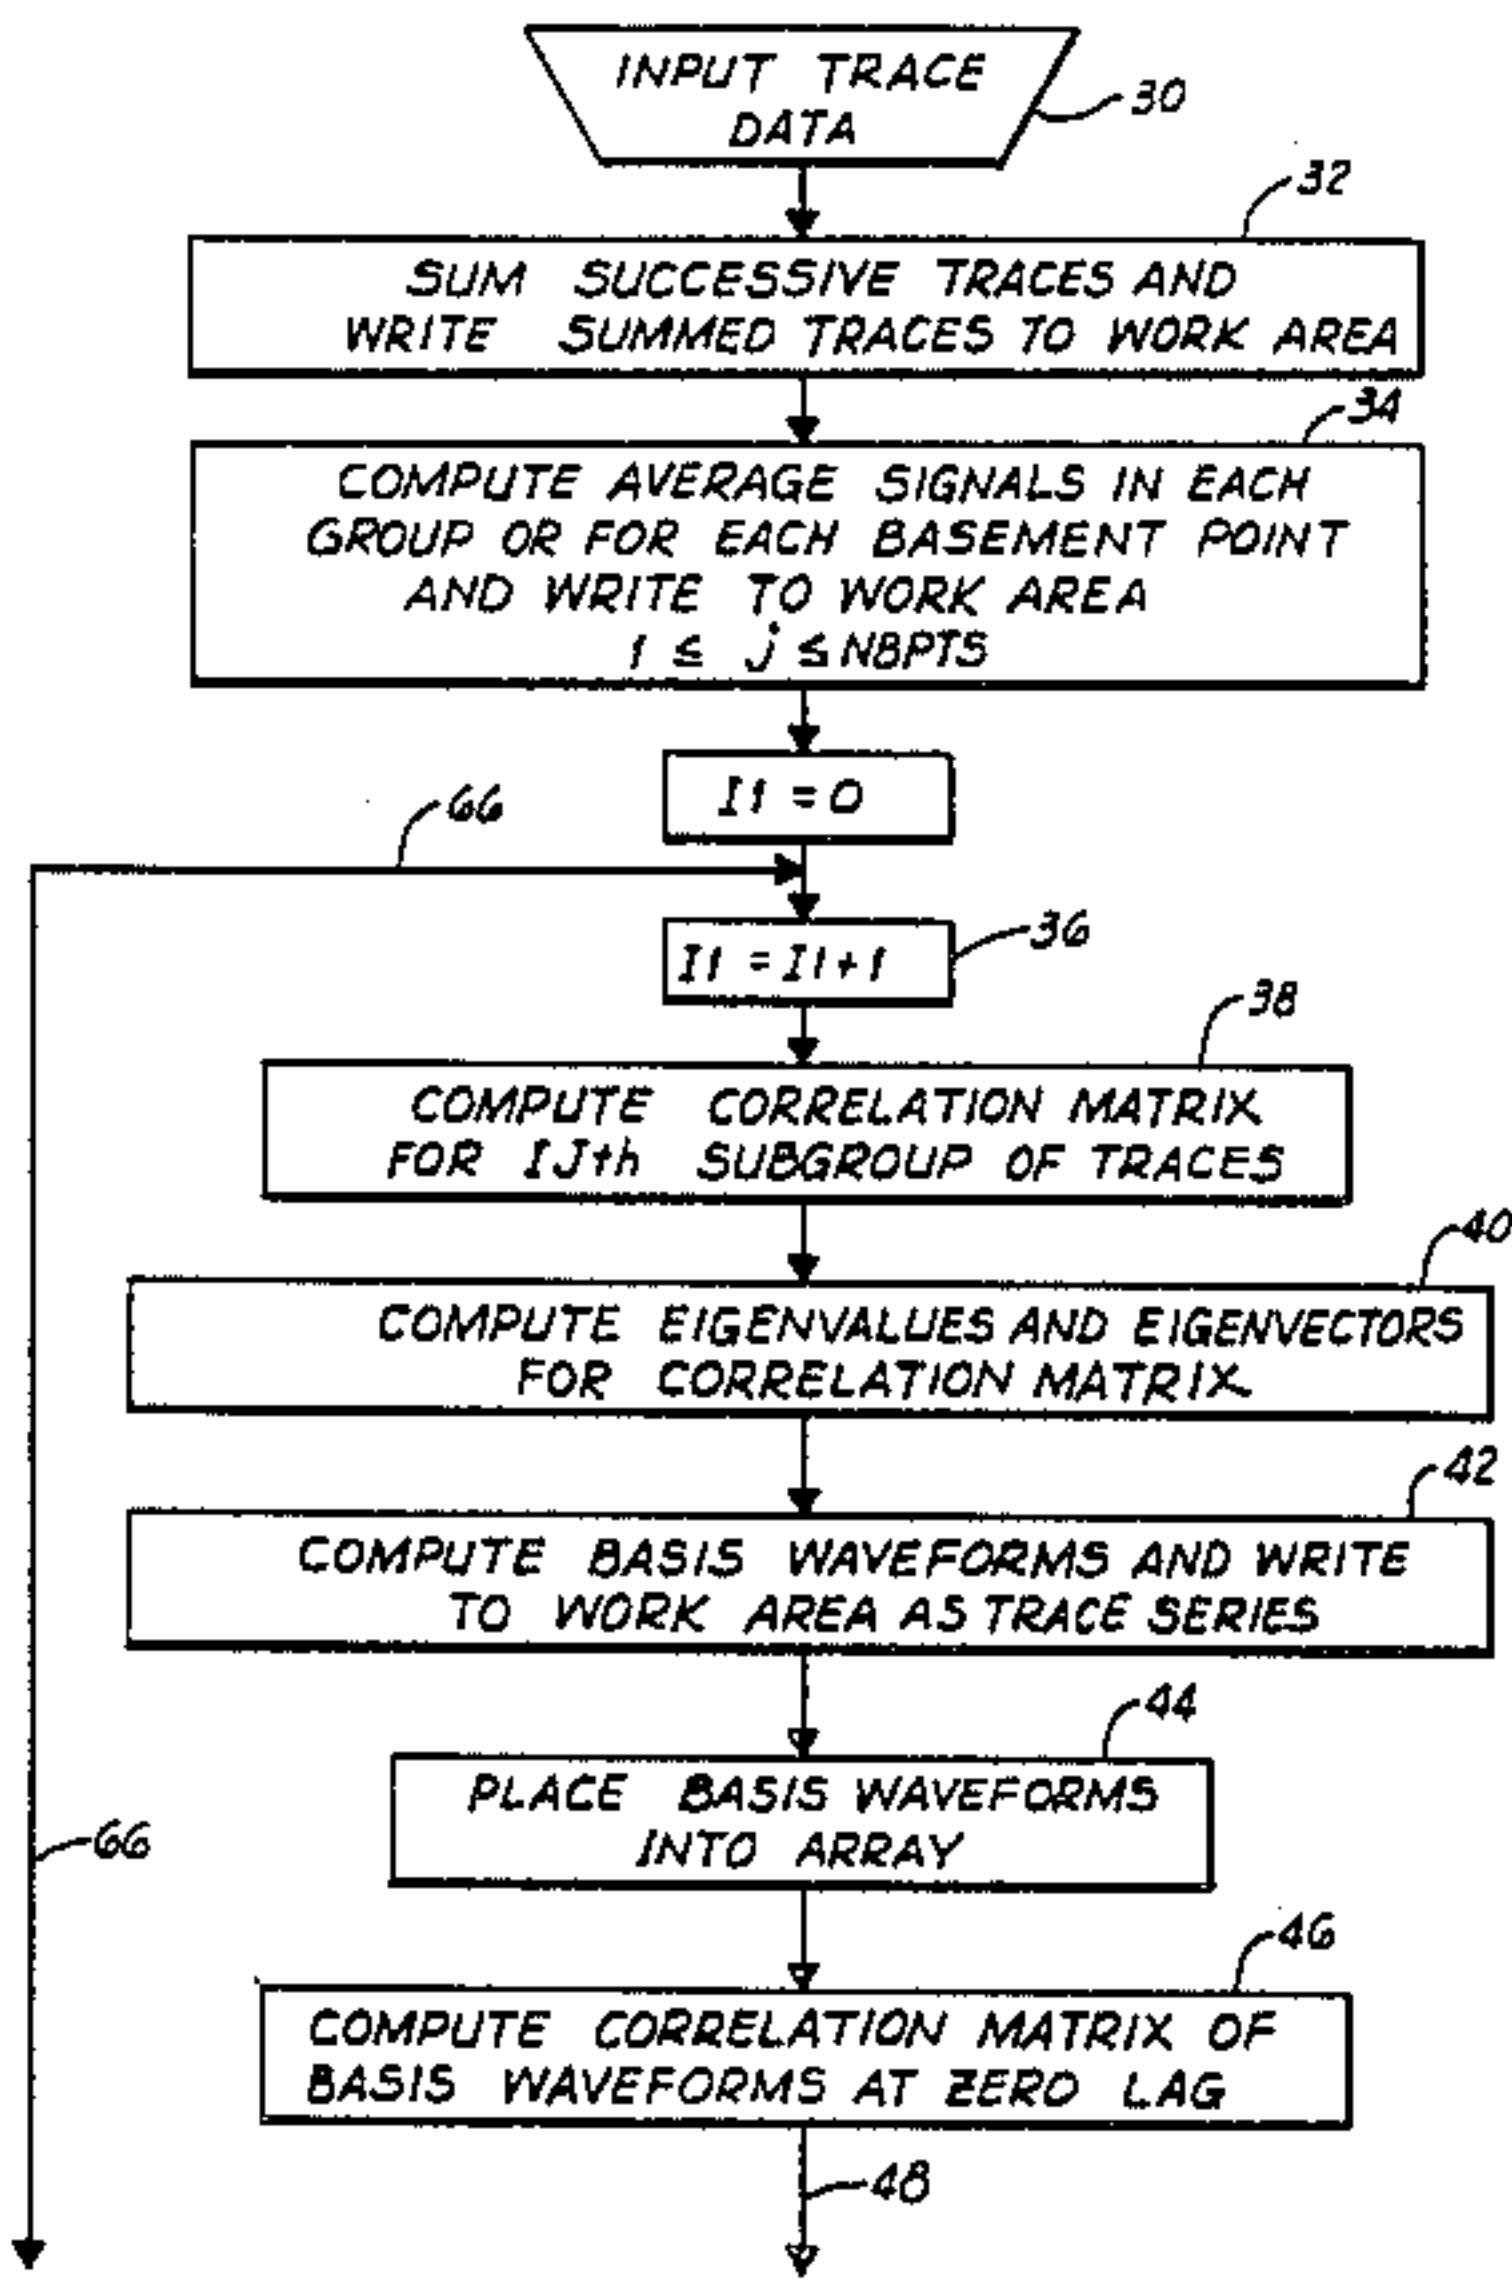 INPUT TRACE
DATA
30
32
SUM SUCCESSIVE TRACES AND
WRITE SUMMED TRACES TO WORK AREA
34
COMPUTE AVERAGE SIGNALS IN EACH
GROUP OR FOR EACH BASEMENT POINT
AND WRITE TO WORK AREA
1 ≤ j ≤ NBPTS
I1 = 0
66
I1 = I1+1
36
38
COMPUTE CORRELATION MATRIX
FOR IJth SUBGROUP OF TRACES
40
COMPUTE EIGENVALUES AND EIGENVECTORS
FOR CORRELATION MATRIX
42
COMPUTE BASIS WAVEFORMS AND WRITE
TO WORK AREA AS TRACE SERIES
44
PLACE BASIS WAVEFORMS
INTO ARRAY
66
46
COMPUTE CORRELATION MATRIX OF
BASIS WAVEFORMS AT ZERO LAG
48